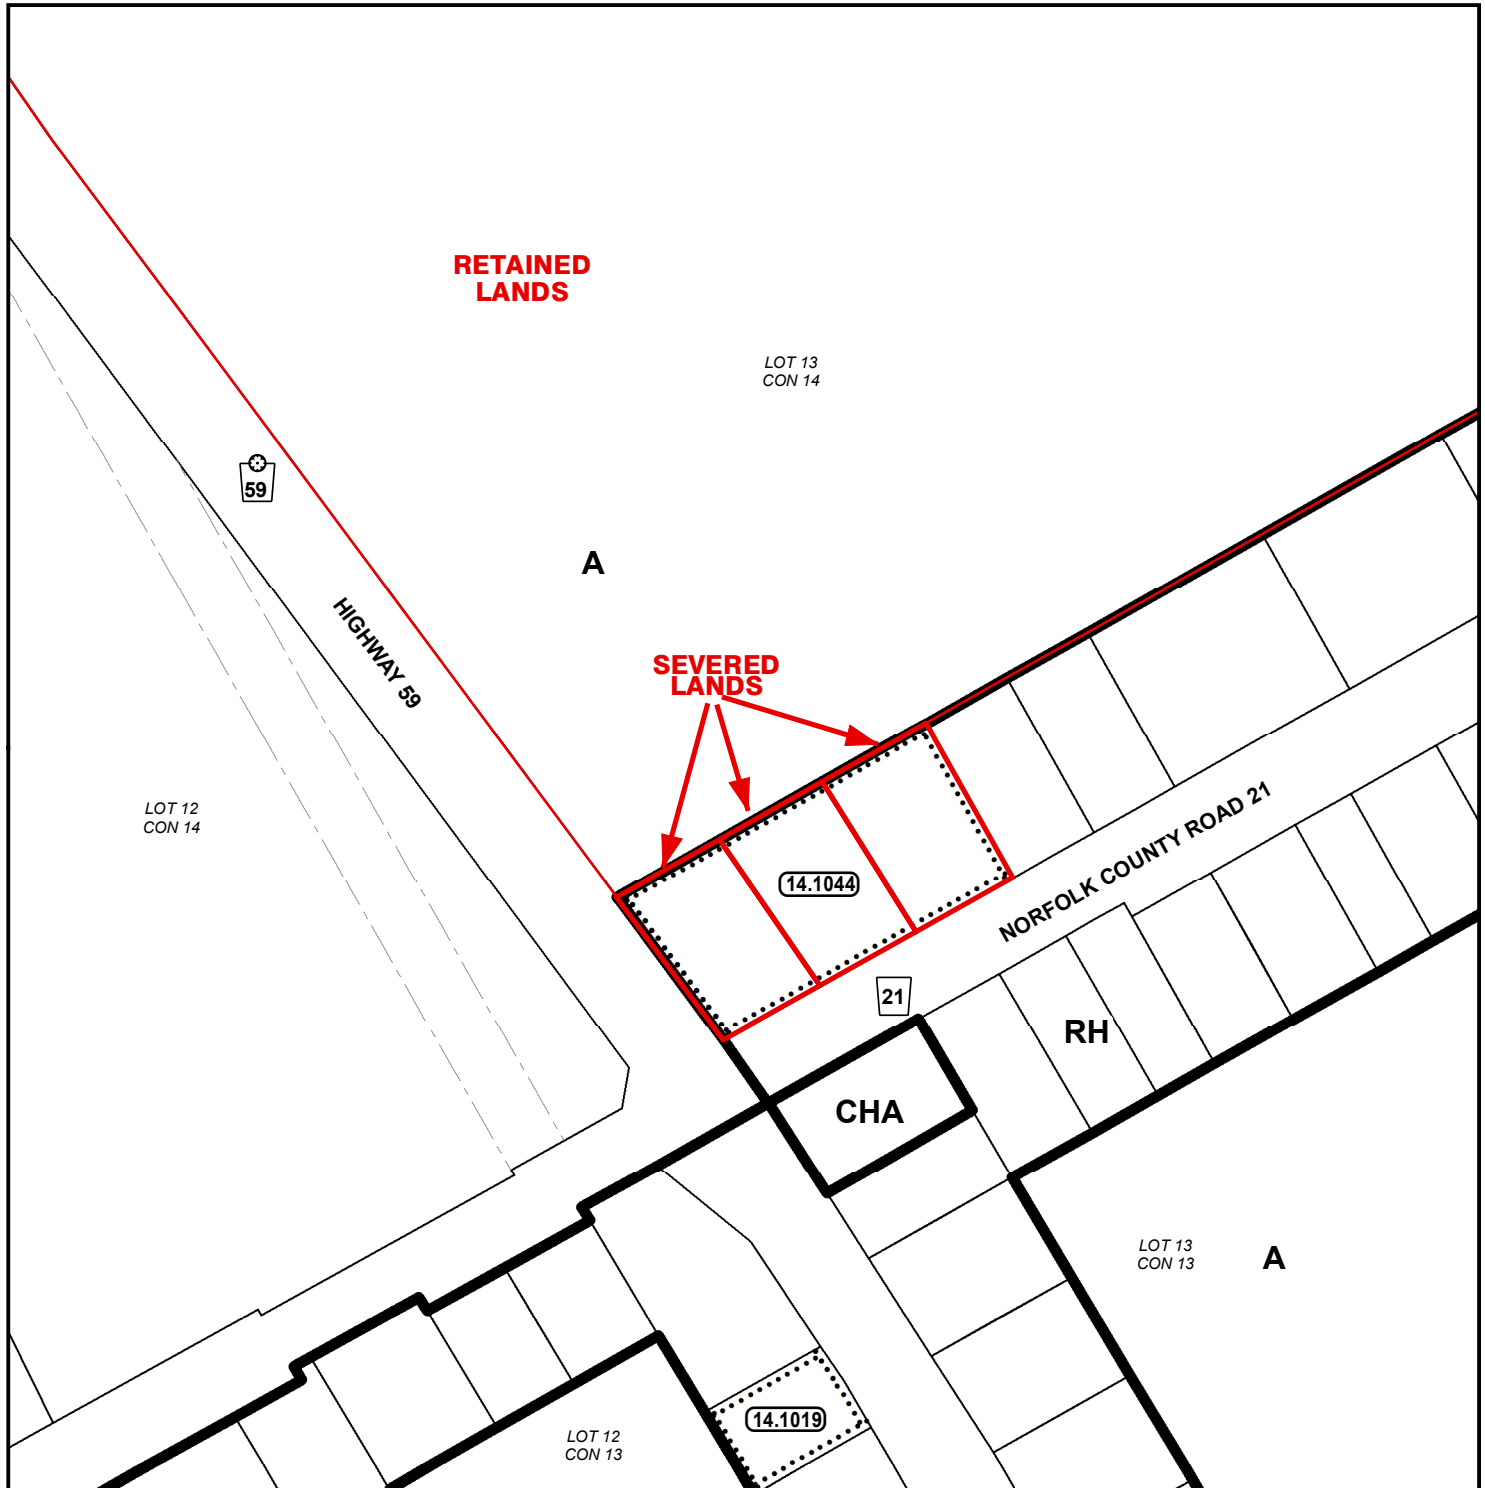 RETAINED
LANDS
LOT 13
CON 14
59
A
HIGHWAY 59
SEVERED
LANDS
LOT 12
CON 14
NORFOLK COUNTY ROAD 21
14.1044
21
RH
CHA
LOT 13
CON 13
A
14.1019
LOT 12
CON 13